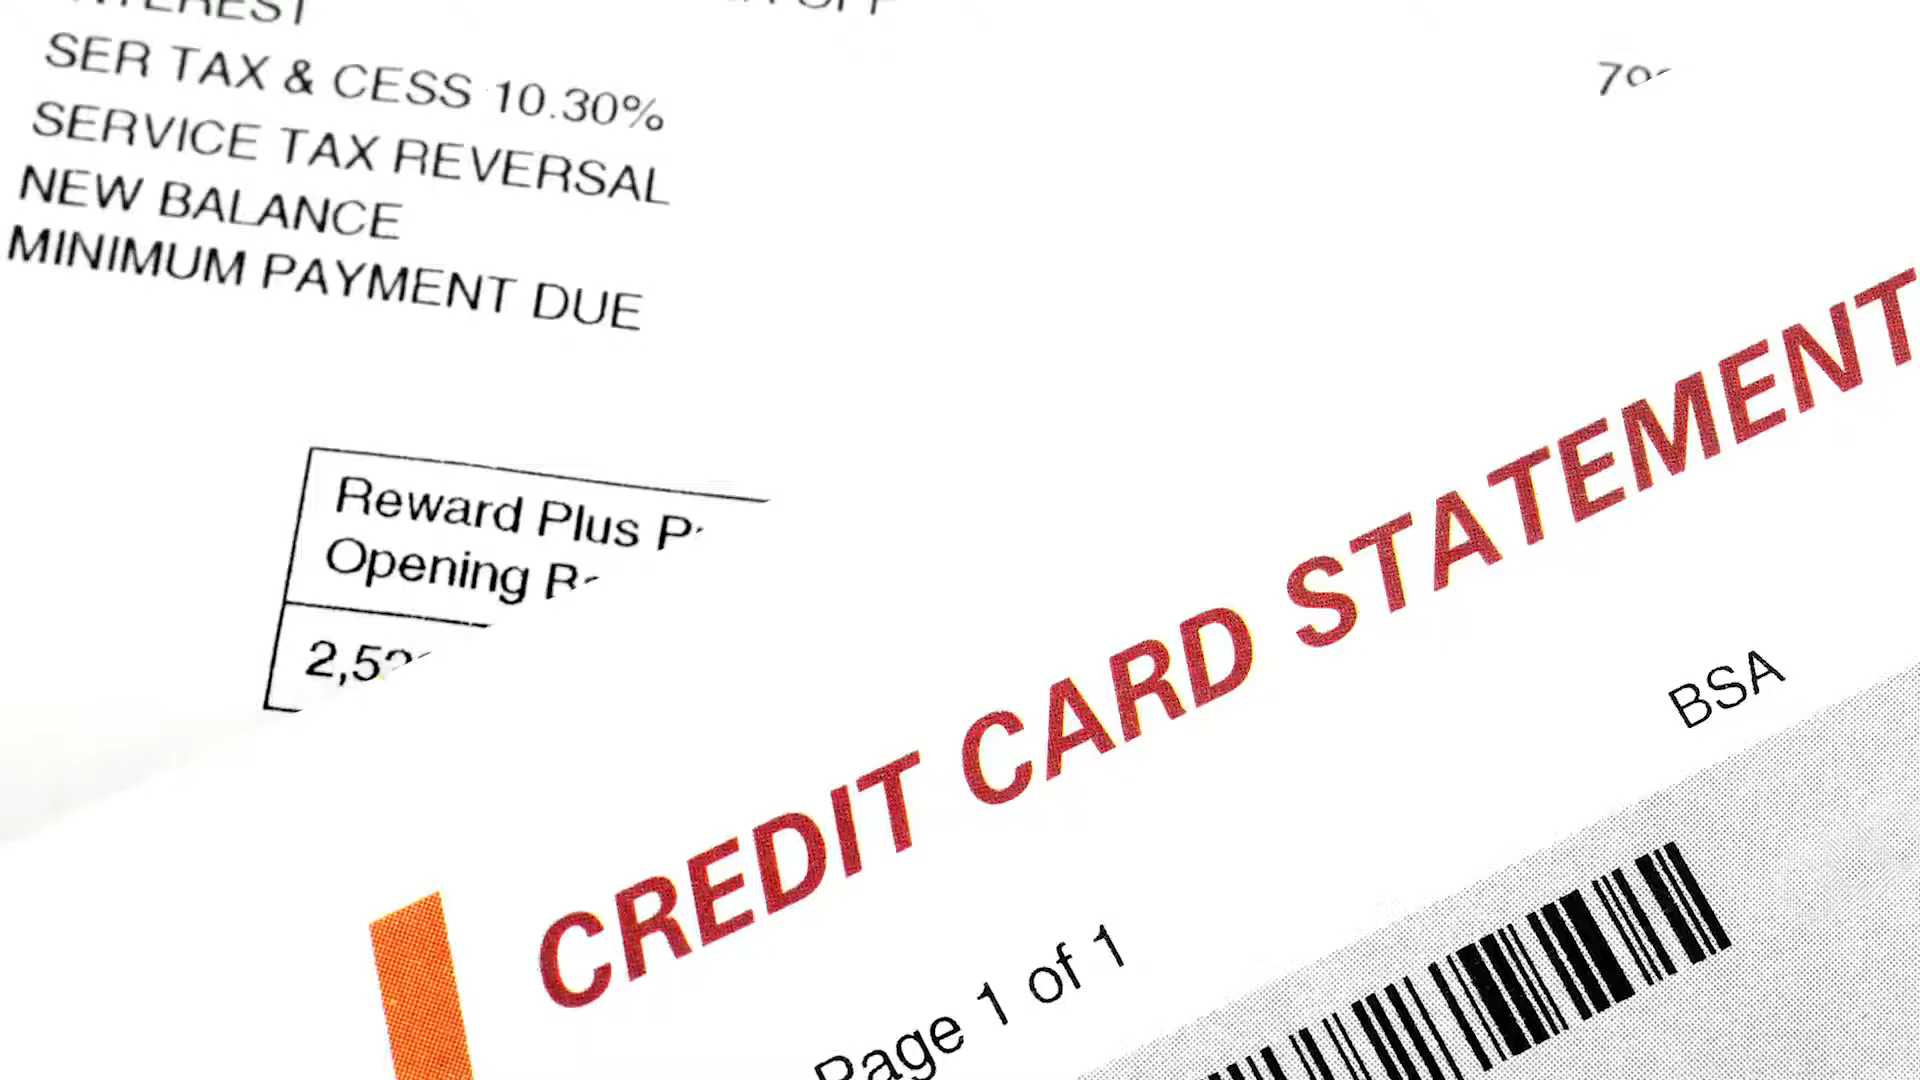 SER TAX & CESS 10.30%
SERVICE TAX REVERSAL
NEW BALANCE
MINIMUM PAYMENT DUE
Reward Plus
Opening
CREDIT CARD STATEMENT
BSA
Page 1 of 1